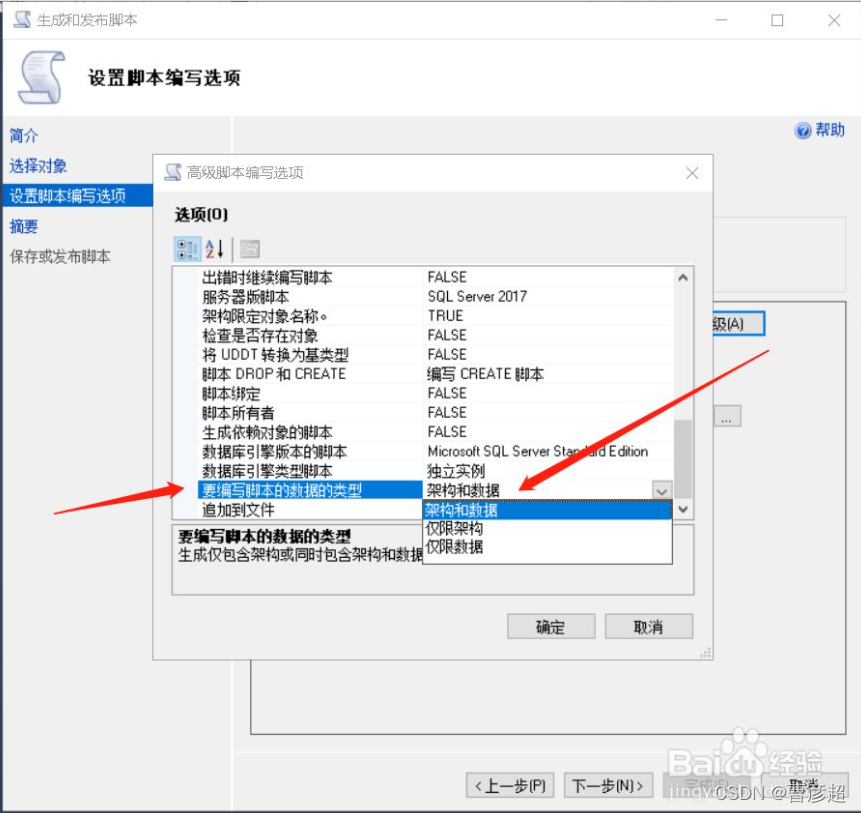 生成和发布脚本
设置脚本编写选项
帮助
简介
选择对象
设置脚本编写选项
摘要
保存或发布脚本
高级脚本编写选项
选项(O)
出错时继续编写脚本 FALSE
服务器版脚本 SQL Server 2017
架构限定对象名称。 TRUE
检查是否存在对象 FALSE
将 UDDT 转换为基类型 FALSE
脚本 DROP 和 CREATE 编写 CREATE 脚本
脚本绑定 FALSE
脚本所有者 FALSE
生成依赖对象的脚本 FALSE
数据库引擎版本的脚本 Microsoft SQL Server Standard Edition
数据库引擎类型脚本 独立实例
要编写脚本的数据的类型 架构和数据
追加到文件 架构和数据
仅限架构
仅限数据
要编写脚本的数据的类型
生成仅包含架构或同时包含架构和数据
级(A)
...
确定 取消
<上一步(P) 下一步(N)> 取消
Baidu 经验
jingy
CSDN @曹彦超